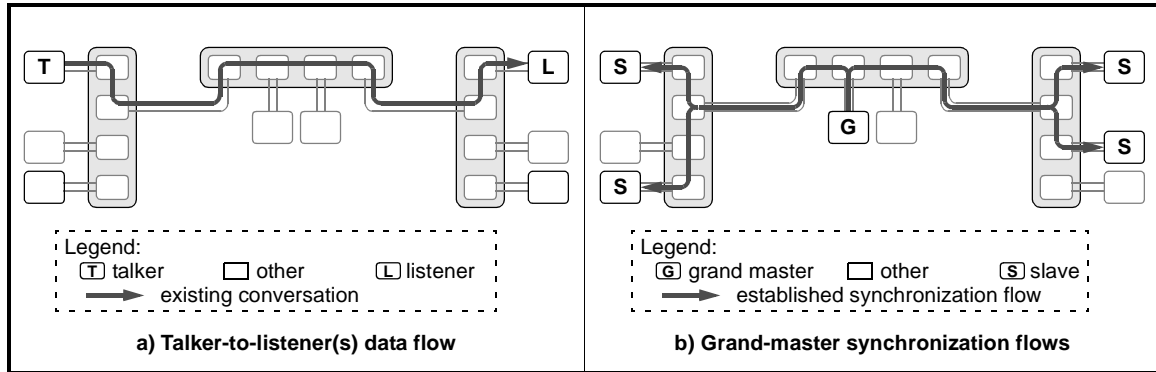 T
L
Legend:
T talker other L listener
existing conversation
a) Talker-to-listener(s) data flow
S
S
G
S
S
Legend:
G grand master other S slave
established synchronization flow
b) Grand-master synchronization flows